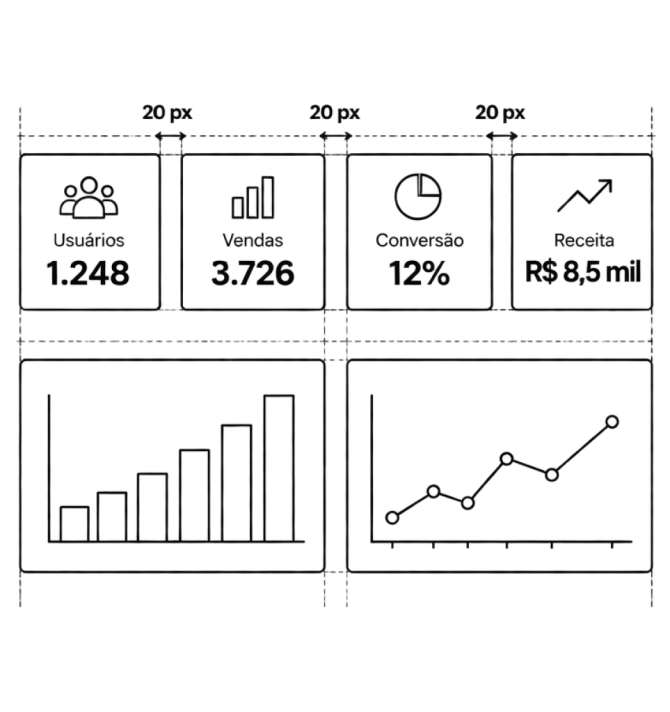 20 px
20 px
20 px
Usuários
1.248
Vendas
3.726
Conversão
12%
Receita
R$ 8,5 mil